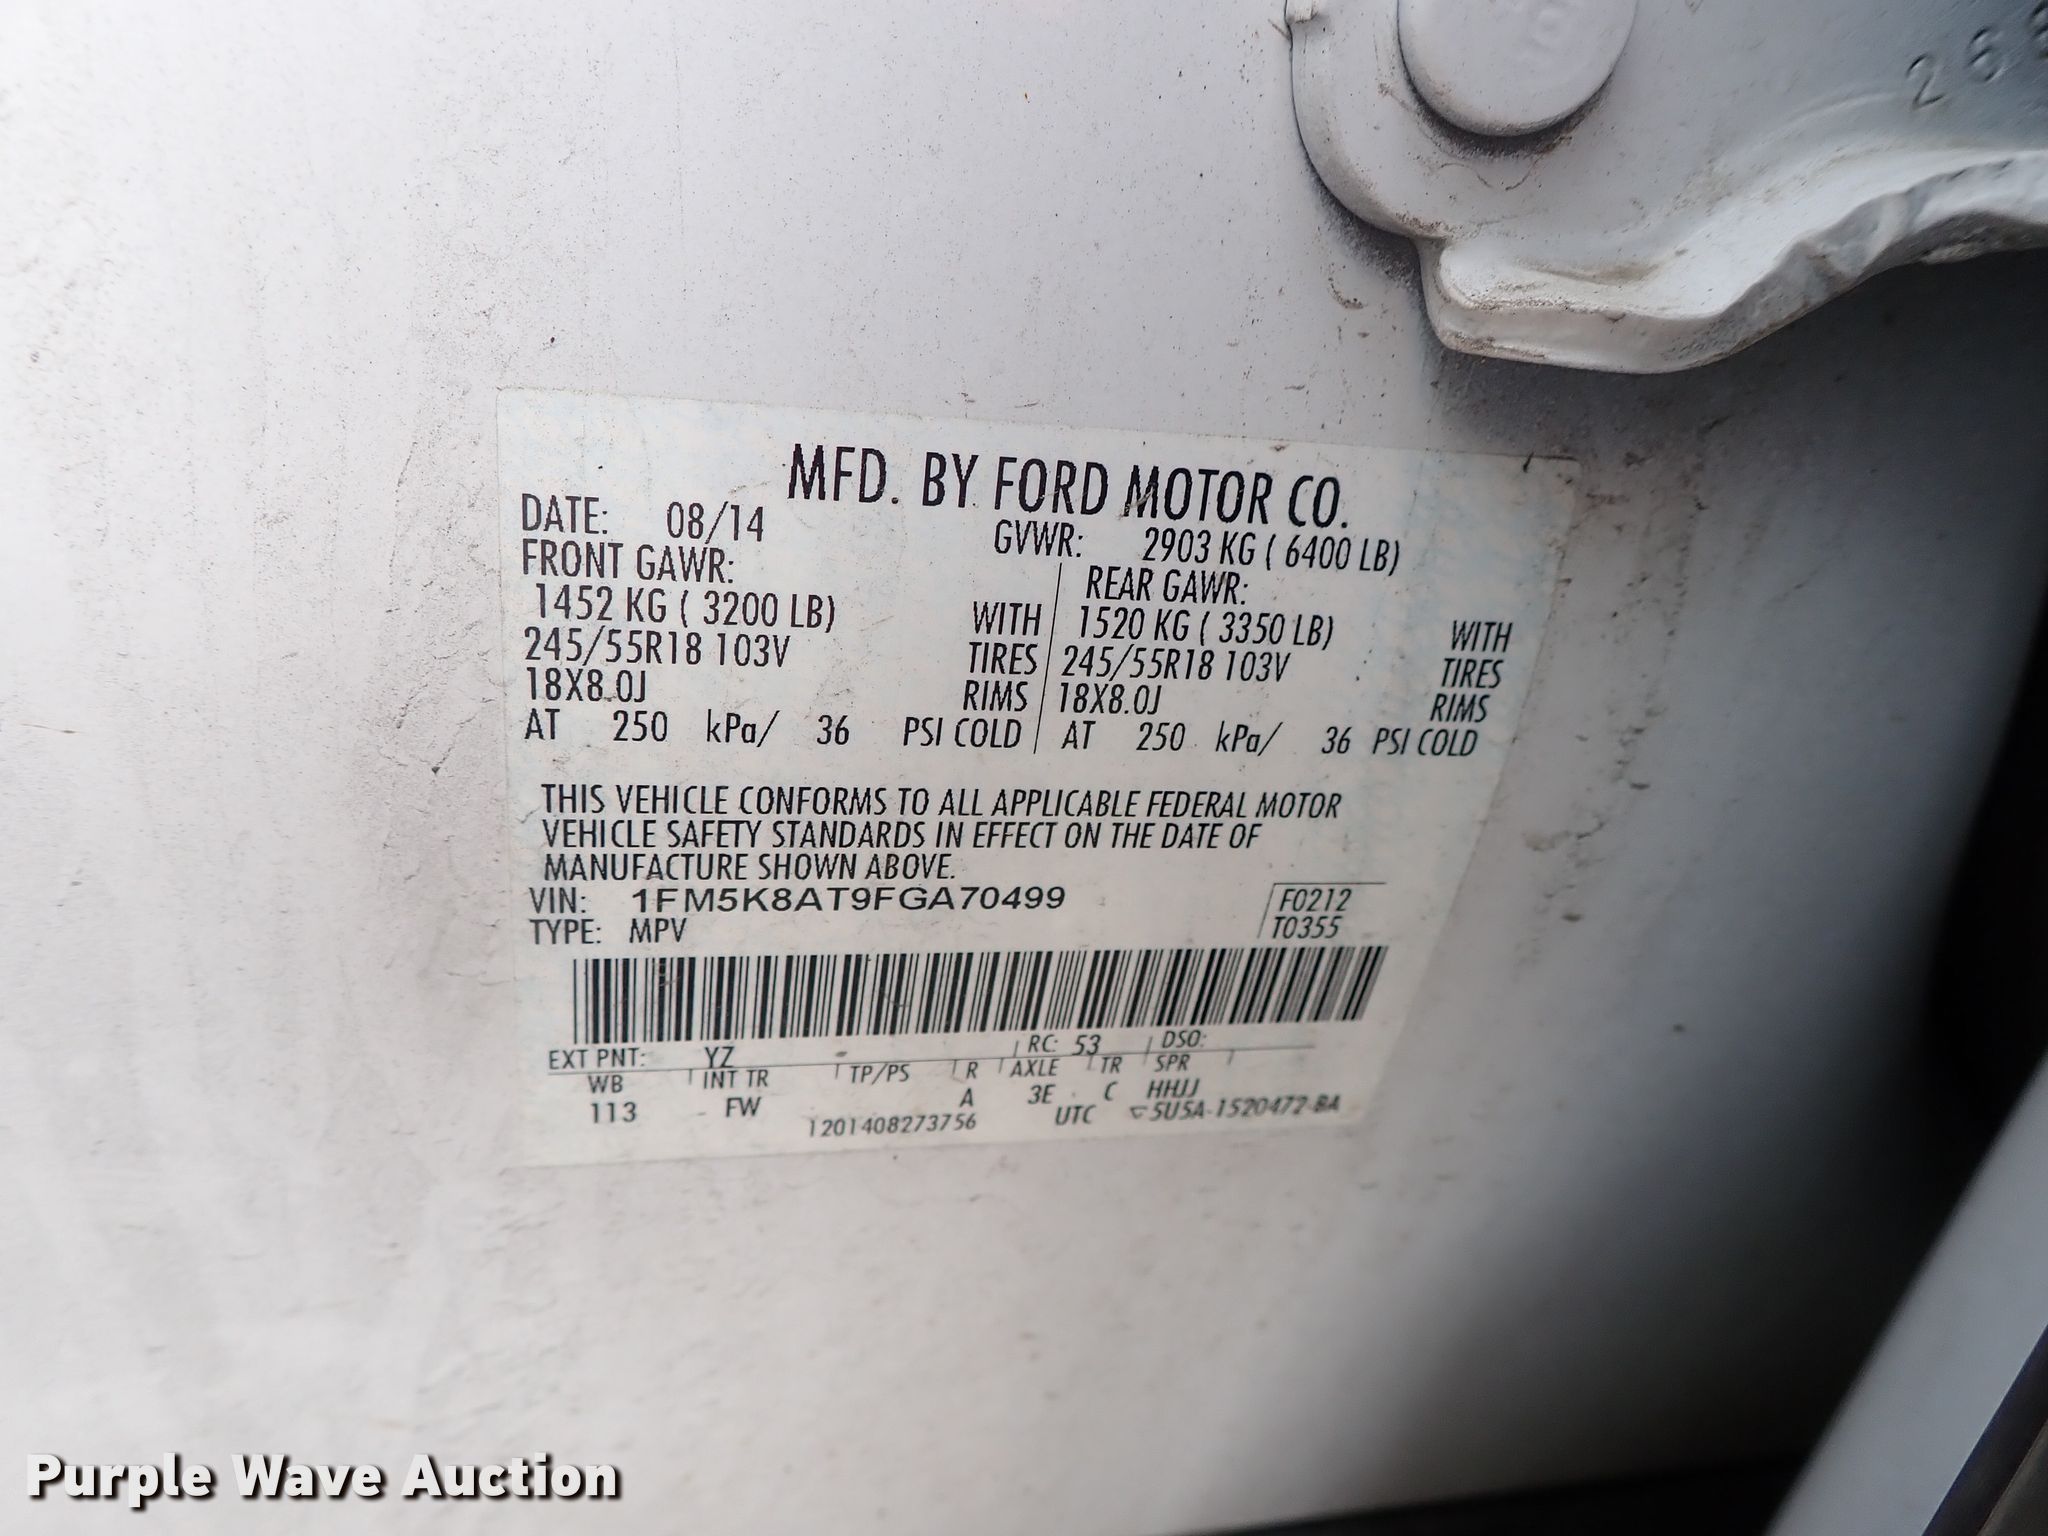 268
MFD. BY FORD MOTOR CO.
DATE: 08/14 GVWR: 2903 KG ( 6400 LB)
FRONT GAWR: REAR GAWR:
1452 KG ( 3200 LB) WITH 1520 KG ( 3350 LB) WITH
245/55R18 103V TIRES 245/55R18 103V TIRES
18X8.0J RIMS 18X8.0J RIMS
AT 250 kPa/ 36 PSI COLD AT 250 kPa/ 36 PSI COLD
THIS VEHICLE CONFORMS TO ALL APPLICABLE FEDERAL MOTOR
VEHICLE SAFETY STANDARDS IN EFFECT ON THE DATE OF
MANUFACTURE SHOWN ABOVE.
VIN: 1FM5K8AT9FGA70499 F0212
TYPE: MPV T0355
EXT PNT: YZ RC: 53 DSO:
WB INT TR TP/PS R AXLE TR SPR
113 FW A 3E C HHJJ
1201408273756 UTC 5U5A-1520472-BA
Purple Wave Auction